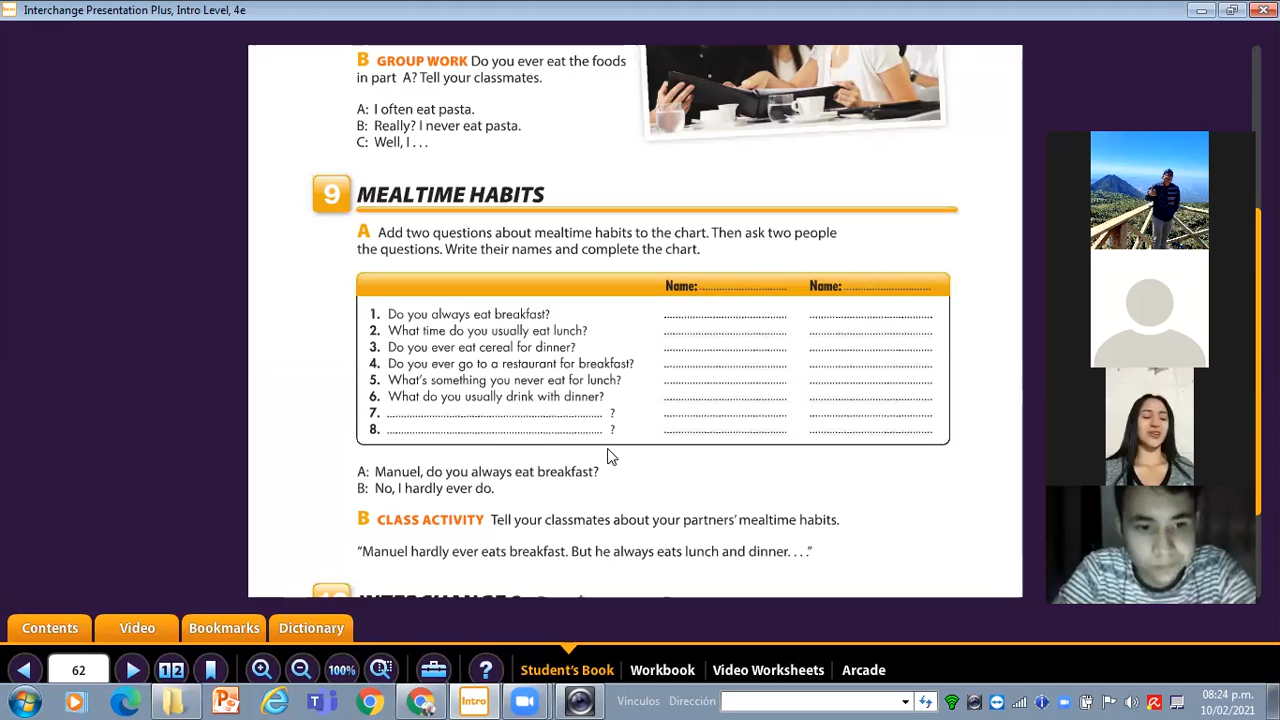 Interchange Presentation Plus, Intro Level, 4e
B GROUP WORK Do you ever eat the foods
in part A? Tell your classmates.
A: I often eat pasta.
B: Really? I never eat pasta.
C: Well, I . . .
9 MEALTIME HABITS
A Add two questions about mealtime habits to the chart. Then ask two people
the questions. Write their names and complete the chart.
Name: Name:
1. Do you always eat breakfast?
2. What time do you usually eat lunch?
3. Do you ever eat cereal for dinner?
4. Do you ever go to a restaurant for breakfast?
5. What's something you never eat for lunch?
6. What do you usually drink with dinner?
7. ?
8. ?
A: Manuel, do you always eat breakfast?
B: No, I hardly ever do.
B CLASS ACTIVITY Tell your classmates about your partners' mealtime habits.
"Manuel hardly ever eats breakfast. But he always eats lunch and dinner. . . ."
Contents Video Bookmarks Dictionary
62 12 100% ? Student's Book Workbook Video Worksheets Arcade
Intro Vínculos Dirección 08:24 p.m.
10/02/2021